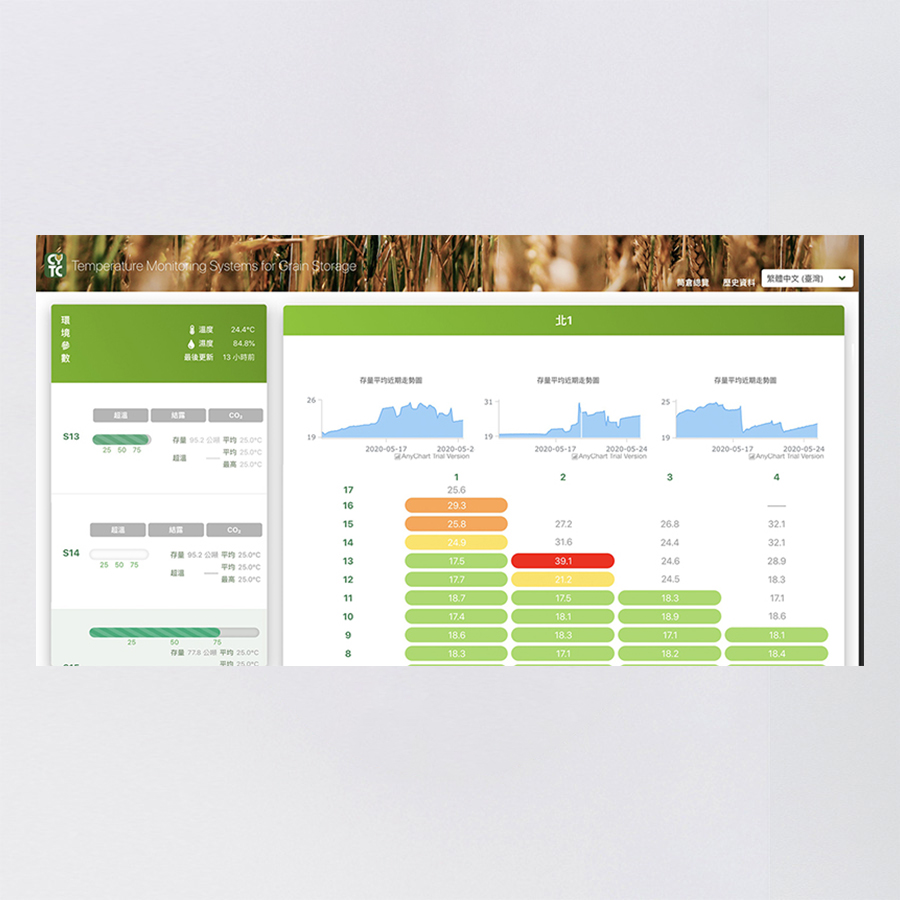 CYTC
Temperature Monitoring Systems for Grain Storage
筒倉總覽 歷史資料 繁體中文 (臺灣)
環境參數
溫度 24.4°C
濕度 84.8%
最後更新 13 小時前
S13
超溫 結露 CO₂
25 50 75
存量 95.2 公噸 平均 25.0°C
平均 25.0°C
超溫 —
最高 25.0°C
S14
超溫 結露 CO₂
25 50 75
存量 95.2 公噸 平均 25.0°C
平均 25.0°C
超溫 —
最高 25.0°C
25 50 75
存量 77.8 公噸 平均 25.0°C
平均 25.0°C
北1
存量平均近期走勢圖 存量平均近期走勢圖 存量平均近期走勢圖
26 31 25
19 19 19
2020-05-17 2020-05-2 2020-05-17 2020-05-24 2020-05-17 2020-05-24
AnyChart Trial Version AnyChart Trial Version AnyChart Trial Version
1 2 3 4
17 25.6
16 29.3 —
15 25.8 27.2 26.8 32.1
14 24.9 31.6 24.4 32.1
13 17.5 39.1 24.6 28.9
12 17.7 21.2 24.5 18.3
11 18.7 17.5 18.3 17.1
10 17.4 18.1 18.9 18.6
9 18.6 18.3 17.1 18.1
8 18.3 17.1 18.2 18.4